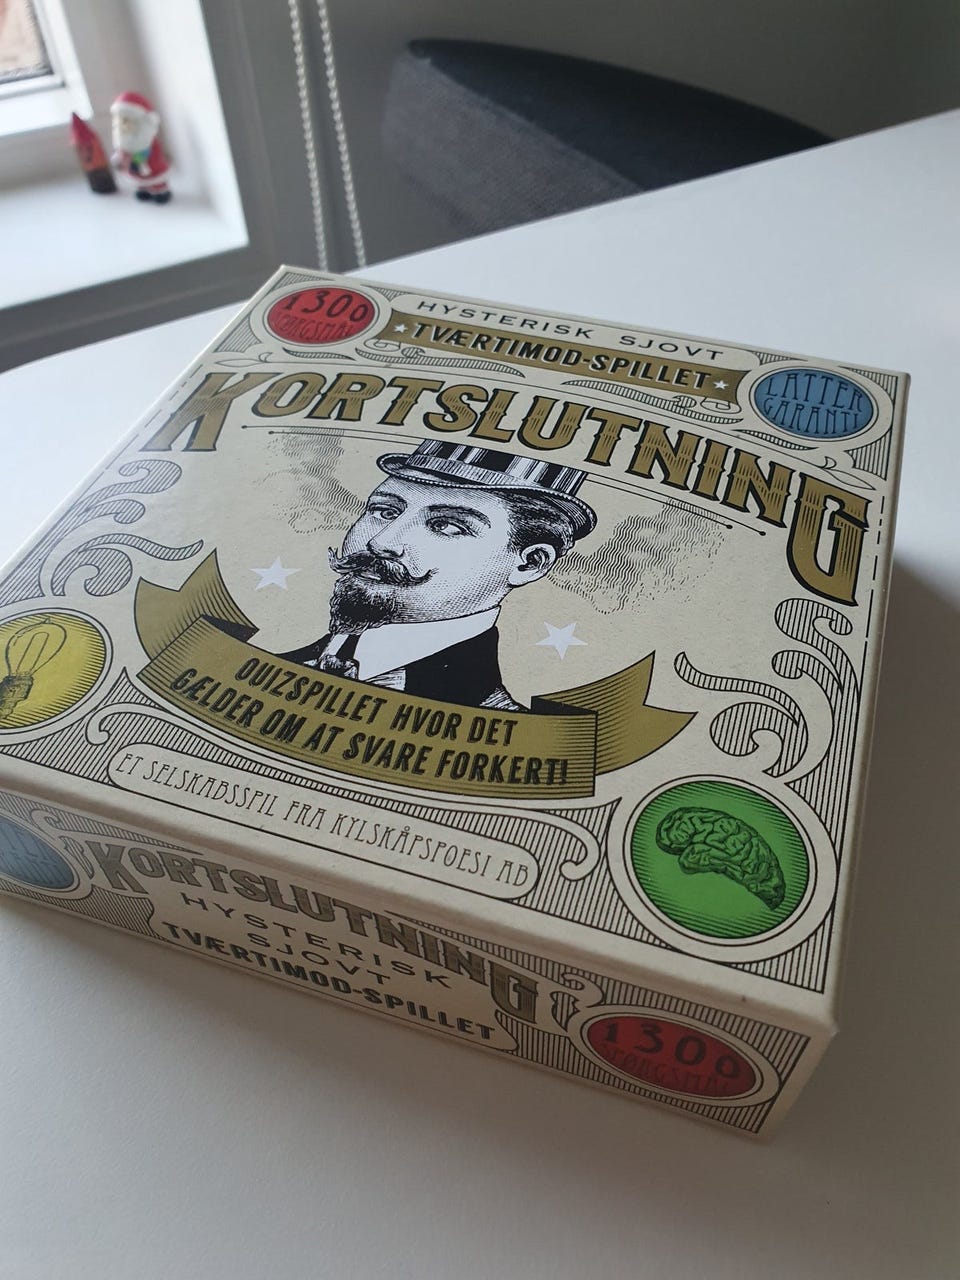 1300
SPØRGSMÅL
HYSTERISK SJOVT
TVÆRTIMOD-SPILLET
LATTER
GARANTI
KORTSLUTNING
QUIZSPILLET HVOR DET
GÆLDER OM AT SVARE FORKERT!
ET SELSKABSSPIL FRA KYLSKÅPSPOESI AB
KORTSLUTNING
HYSTERISK
SJOVT
TVÆRTIMOD-SPILLET
1300
SPØRGSMÅL